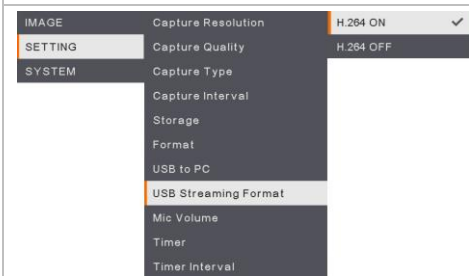 IMAGE
SETTING
SYSTEM
Capture Resolution
Capture Quality
Capture Type
Capture Interval
Storage
Format
USB to PC
USB Streaming Format
Mic Volume
Timer
Timer Interval
H.264 ON
H.264 OFF